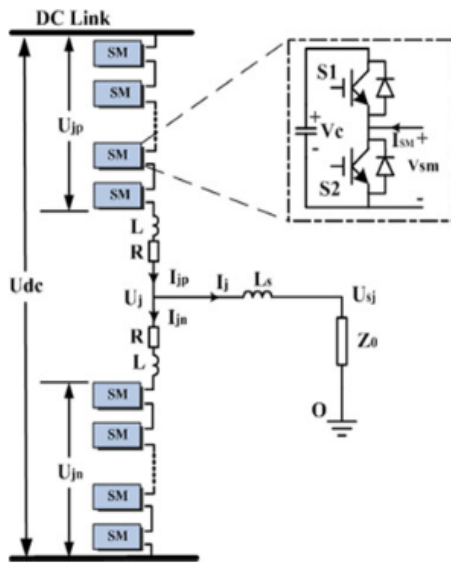 DC Link
SM
SM
SM
SM
Ujp
S1
+
Vc
-
S2
ISM +
Vsm
-
L
R
Ijp
Udc
Uj
Ij
Ls
Usj
Ijn
R
L
Z0
O
SM
SM
SM
SM
Ujn